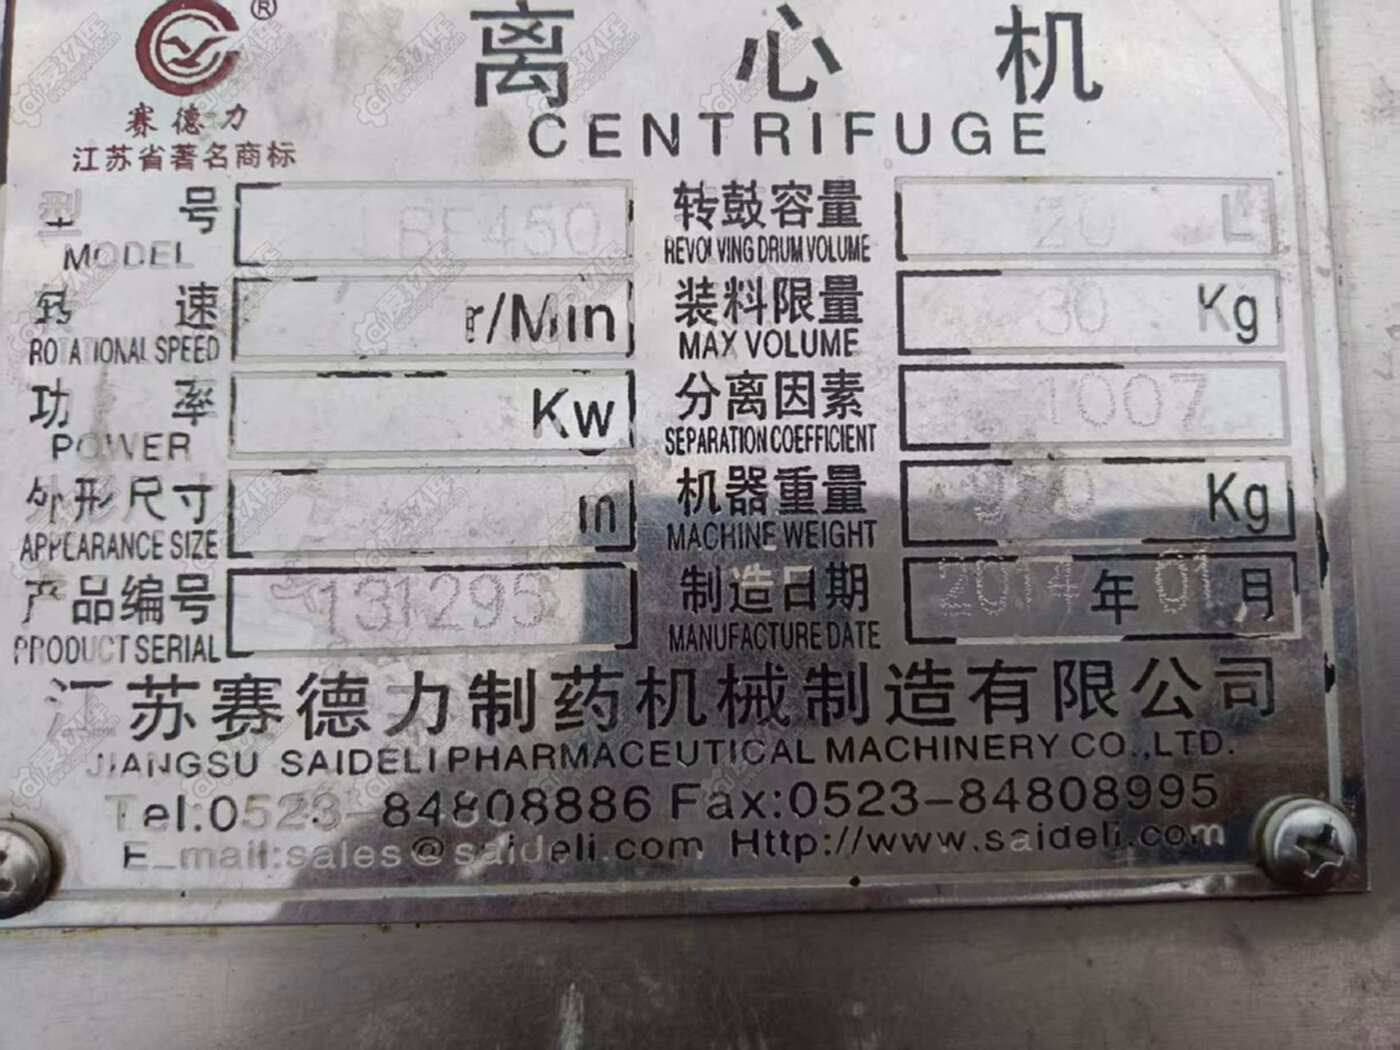 ®
离心机
CENTRIFUGE
赛德力
江苏省著名商标
型号 LBF450 转鼓容量 20 L
MODEL REVOLVING DRUM VOLUME
转速 r/Min 装料限量 30 Kg
ROTATIONAL SPEED MAX VOLUME
功率 Kw 分离因素 1007
POWER SEPARATION COEFFICIENT
外形尺寸 m 机器重量 Kg
APPEARANCE SIZE MACHINE WEIGHT
产品编号 131295 制造日期 2014 年 01 月
PRODUCT SERIAL MANUFACTURE DATE
江苏赛德力制药机械制造有限公司
JIANGSU SAIDELI PHARMACEUTICAL MACHINERY CO.,LTD.
Tel:0523-84808886 Fax:0523-84808995
E_mail:sales@saideli.com Http://www.saideli.com